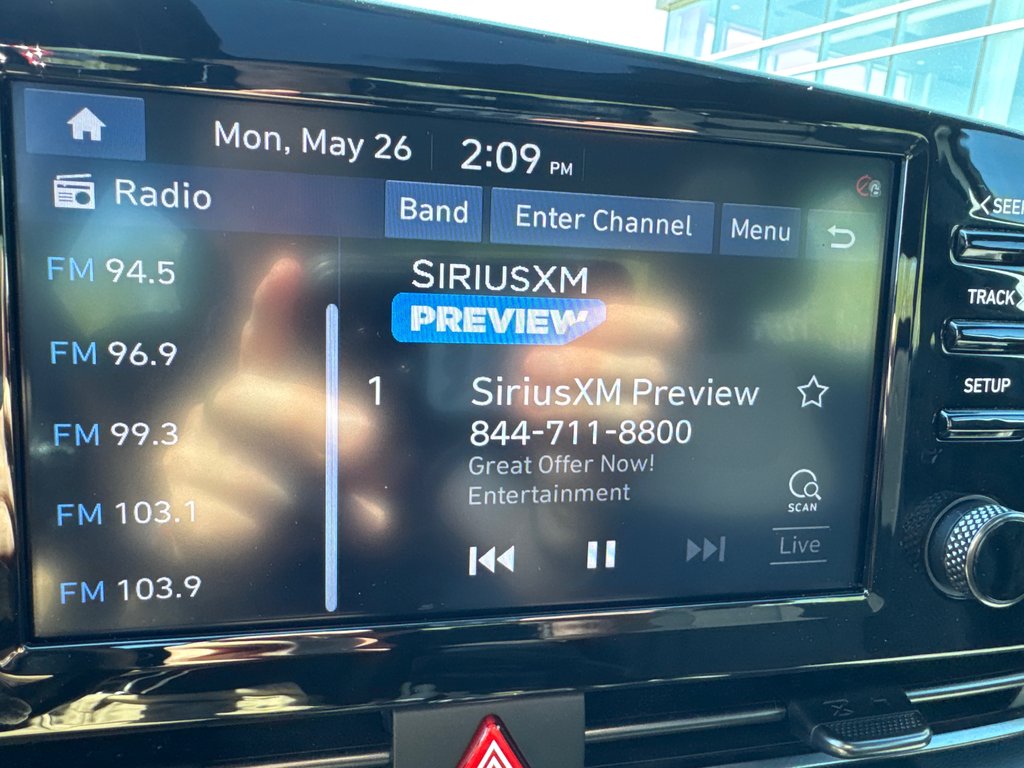 Mon, May 26 2:09 PM
Radio
Band
Enter Channel
Menu
FM 94.5
FM 96.9
FM 99.3
FM 103.1
FM 103.9
SIRIUSXM
PREVIEW
1 SiriusXM Preview
844-711-8800
Great Offer Now!
Entertainment
SCAN
Live
SEEK
TRACK
SETUP